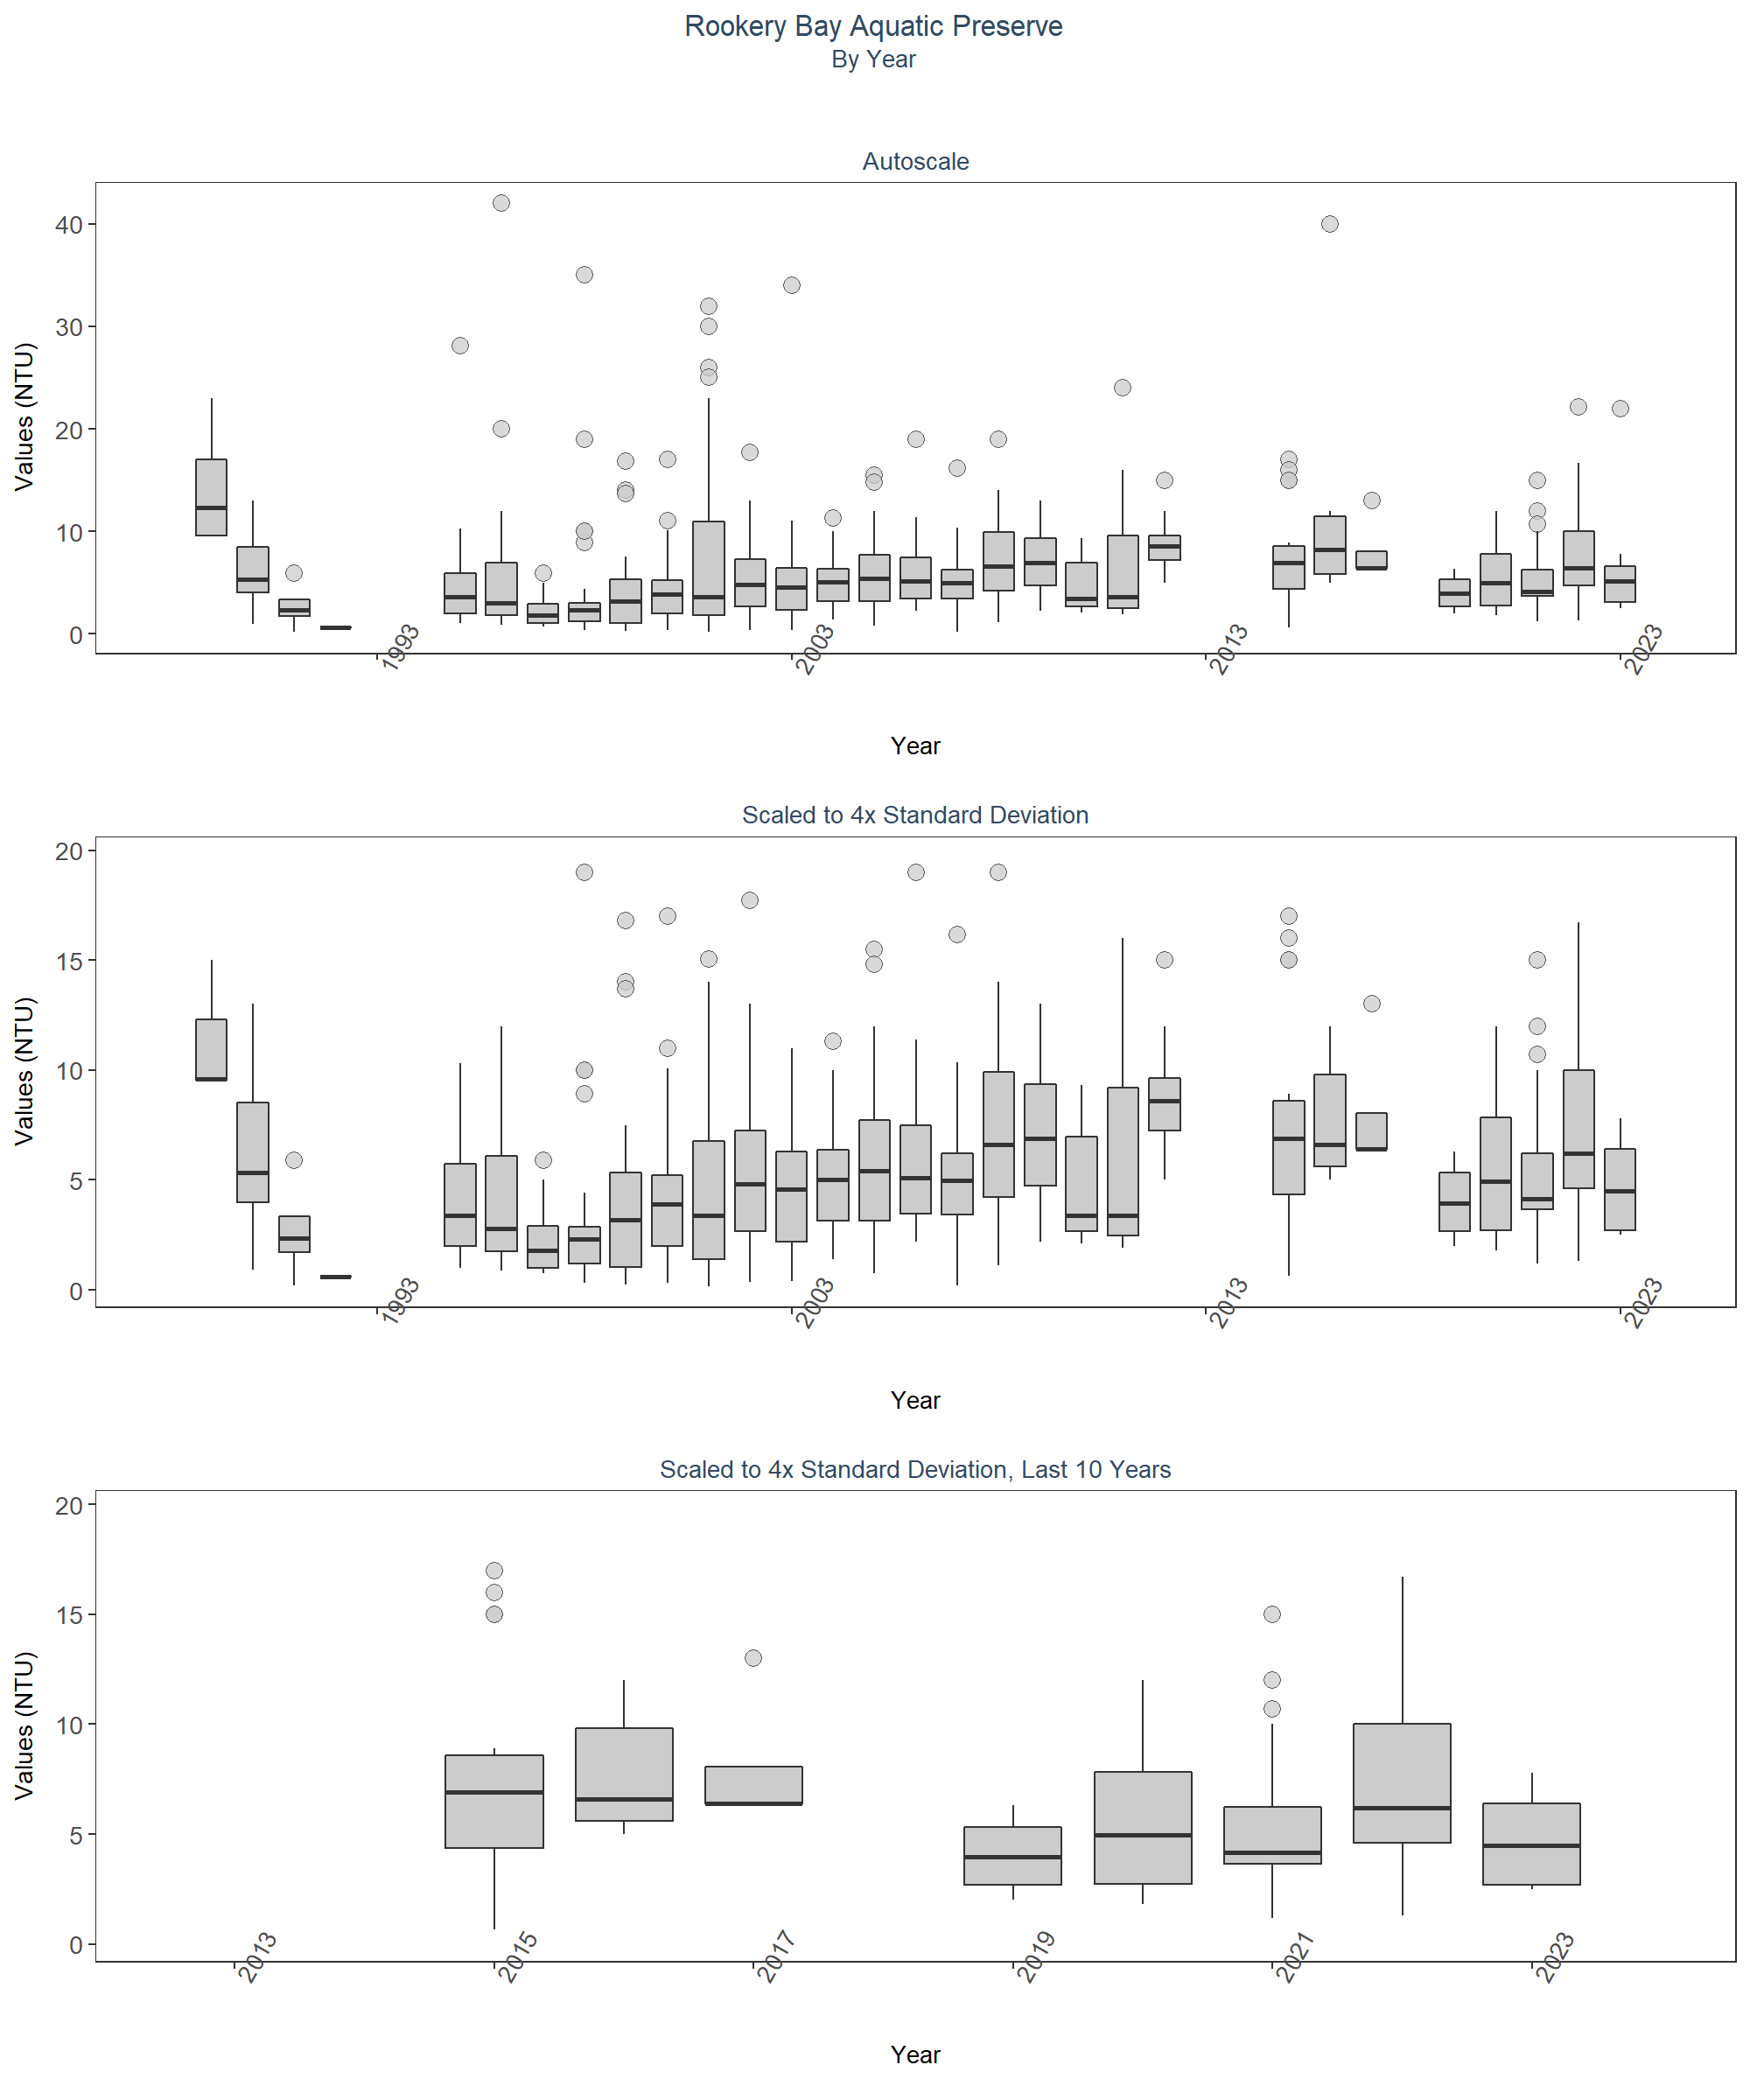 Rookery Bay Aquatic Preserve
By Year
Autoscale
Values (NTU)
40
30
20
10
0
1993
2003
2013
2023
Year
Scaled to 4x Standard Deviation
Values (NTU)
20
15
10
5
0
1993
2003
2013
2023
Year
Scaled to 4x Standard Deviation, Last 10 Years
Values (NTU)
20
15
10
5
0
2013
2015
2017
2019
2021
2023
Year